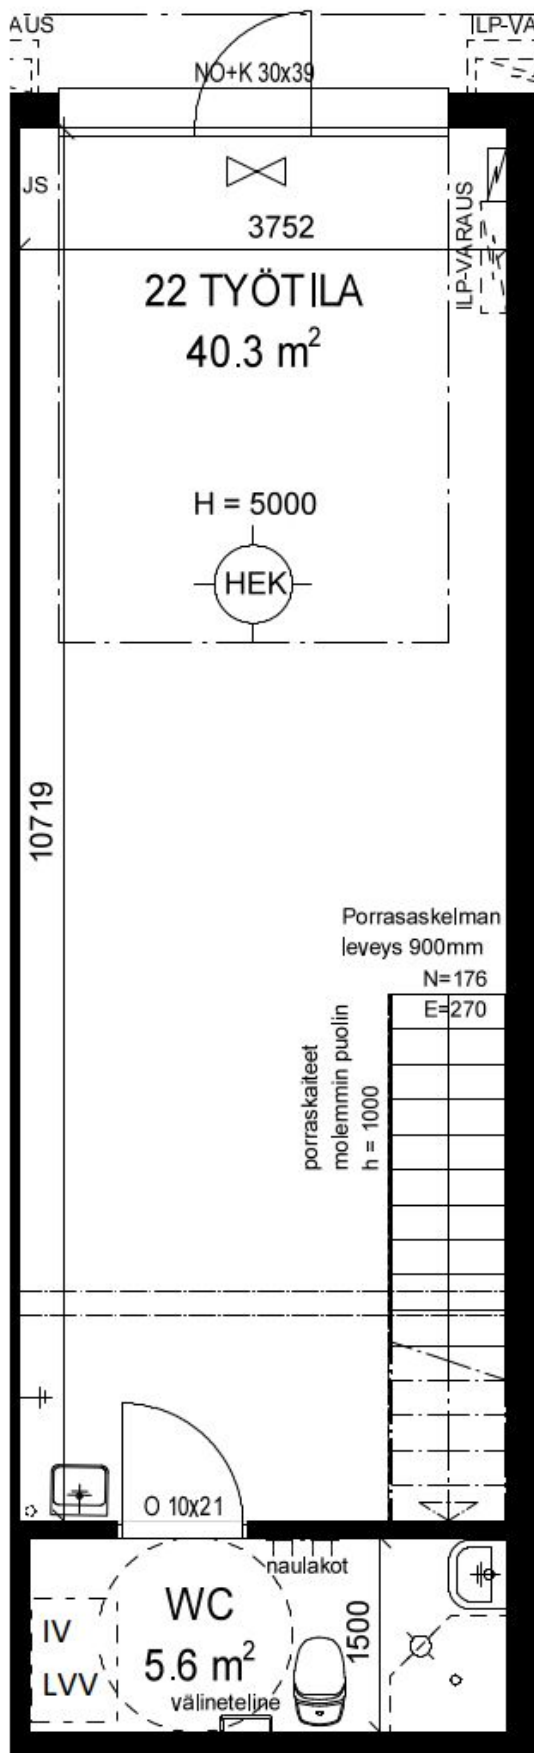 AUS
ILP-VA
NO+K 30x39
JS
ILP-VARAUS
3752
22 TYÖTILA
40.3 m²
H = 5000
HEK
10719
Porrasaskelman
leveys 900mm
N=176
E=270
porraskaiteet
molemmin puolin
h = 1000
O 10x21
naulakot
WC
5.6 m²
IV
LVV
välineteline
1500